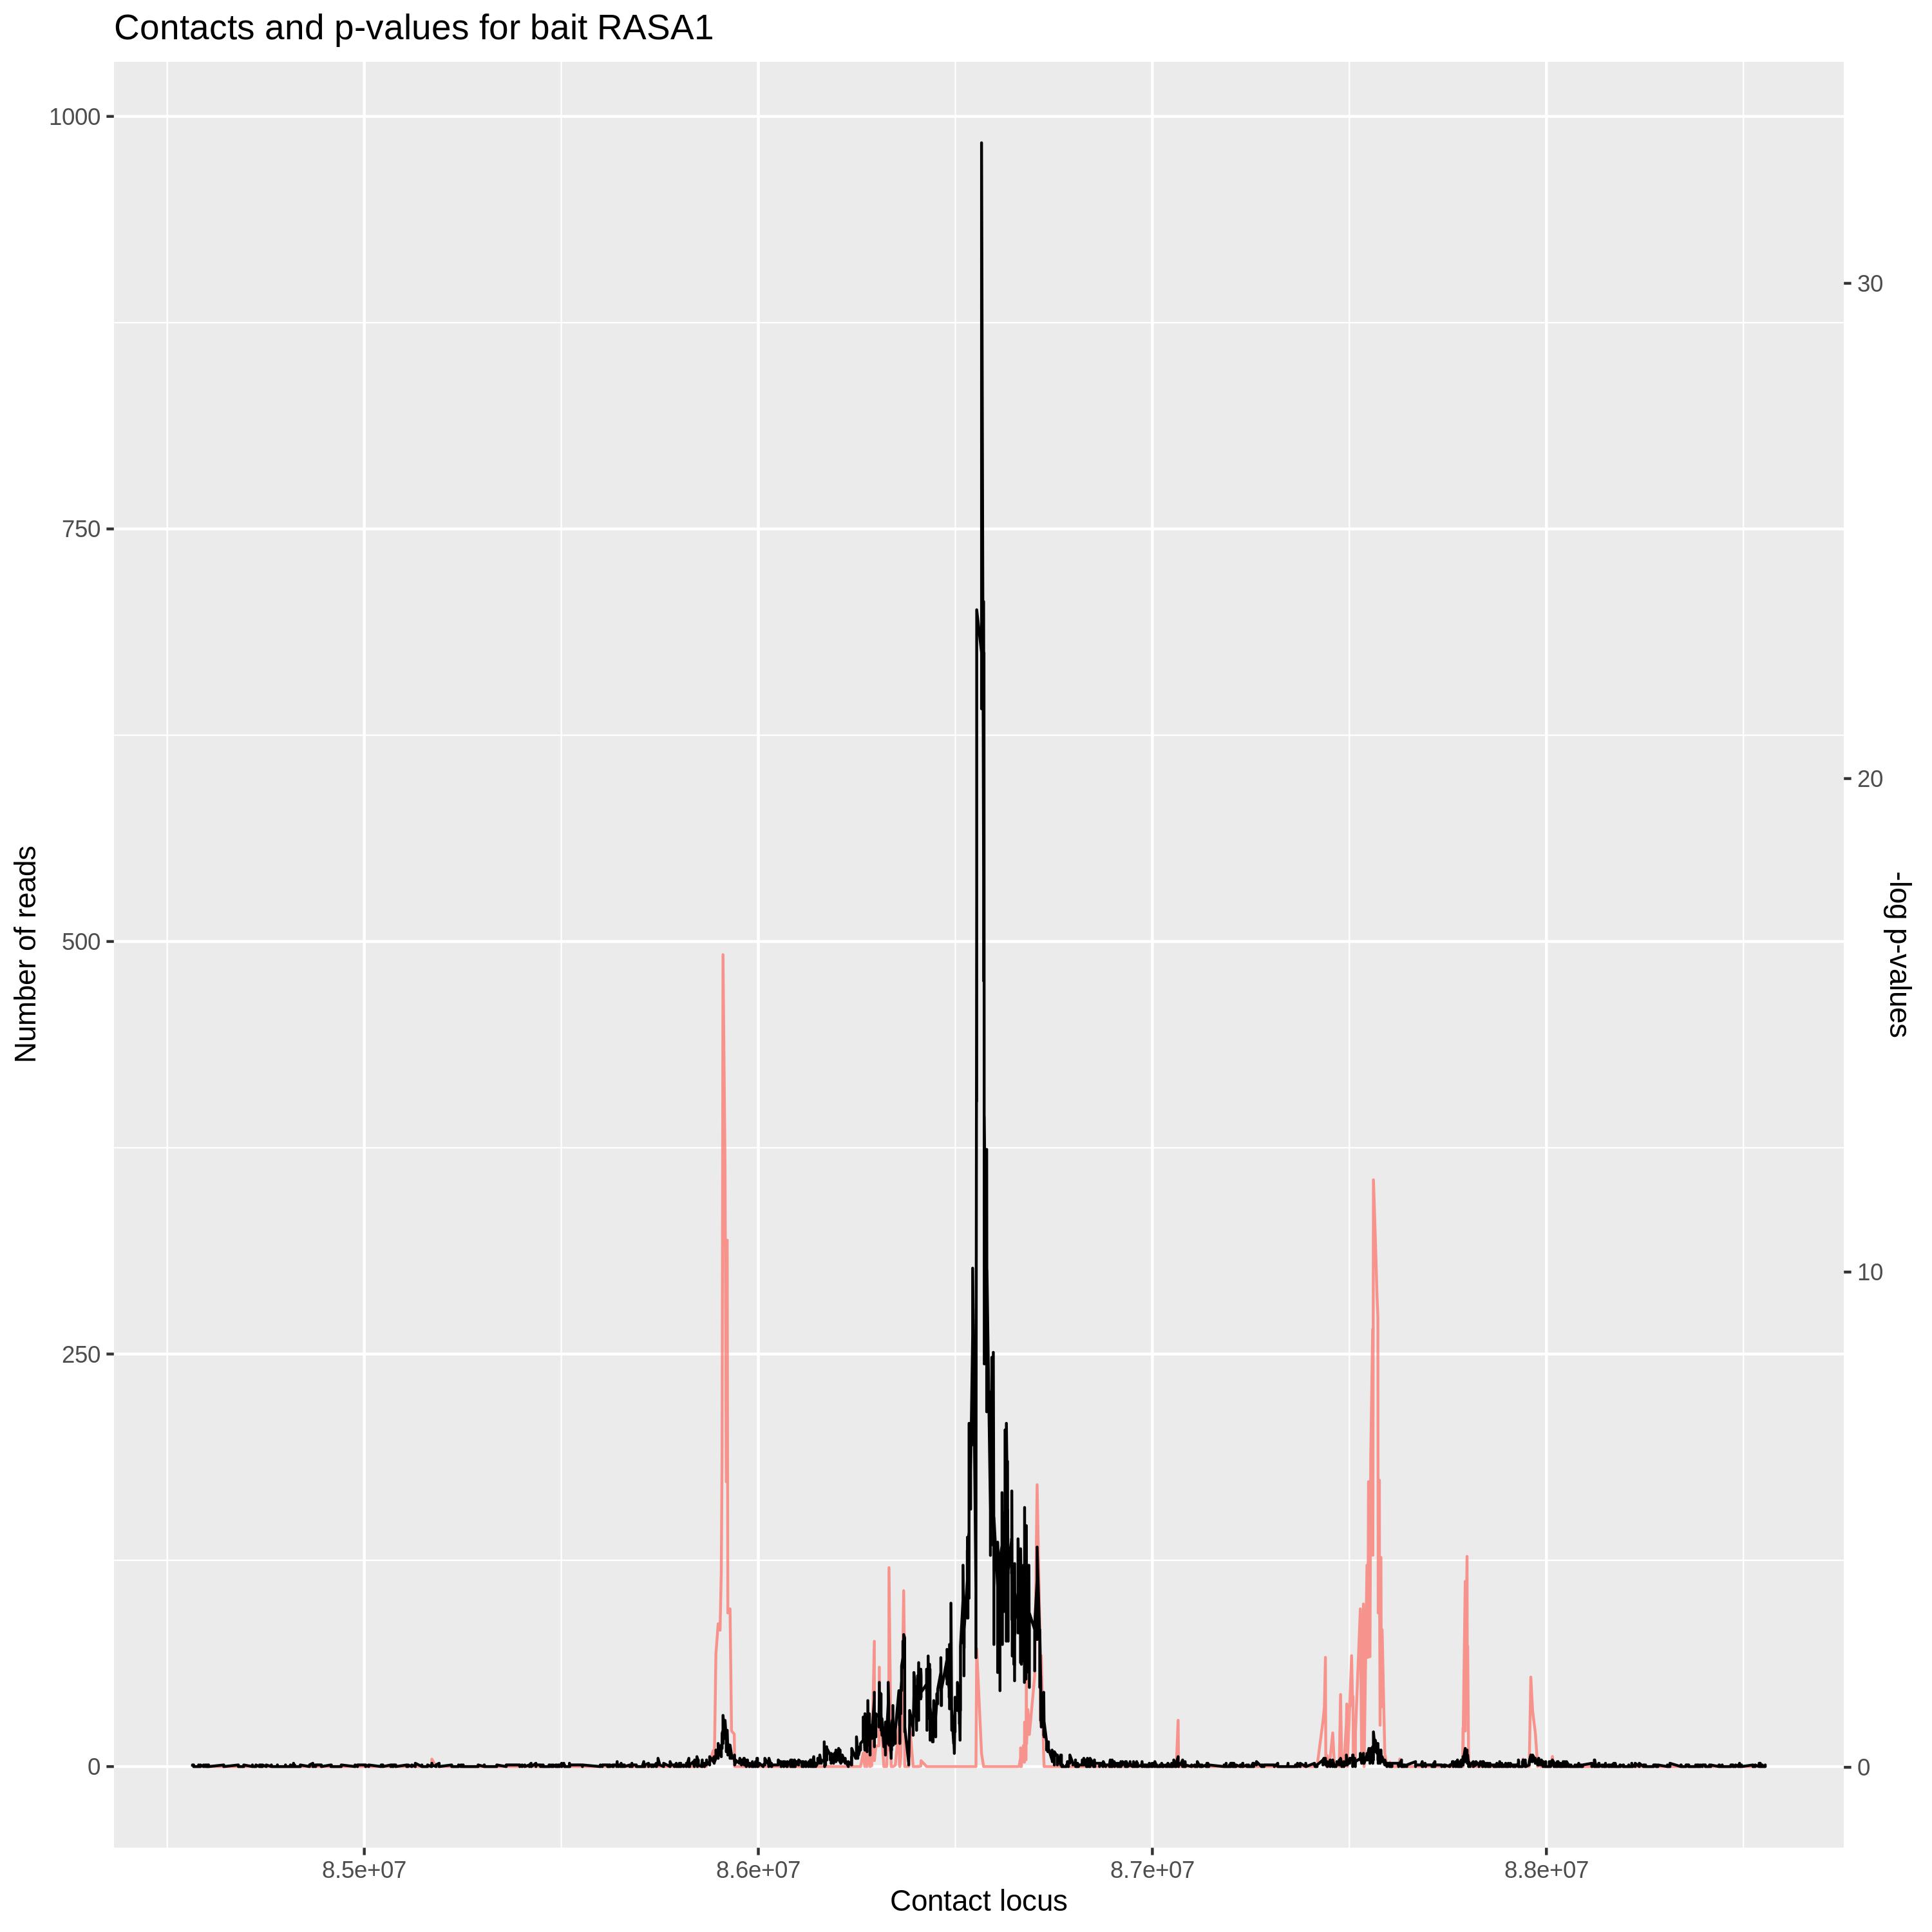 Contacts and p-values for bait RASA1
1000
750
500
250
0
Number of reads
30
20
10
0
-log p-values
8.5e+07
8.6e+07
8.7e+07
8.8e+07
Contact locus